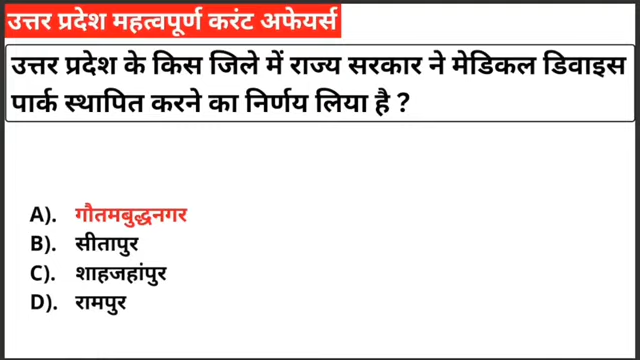 उत्तर प्रदेश महत्वपूर्ण करंट अफेयर्स
उत्तर प्रदेश के किस जिले में राज्य सरकार ने मेडिकल डिवाइस
पार्क स्थापित करने का निर्णय लिया है ?
A). गौतमबुद्धनगर
B). सीतापुर
C). शाहजहांपुर
D). रामपुर